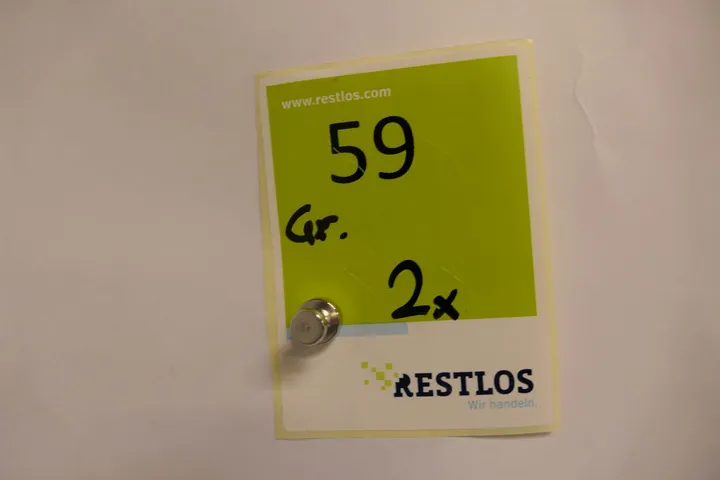 www.restlos.com
59
Gr.
2x
RESTLOS
Wir handeln.